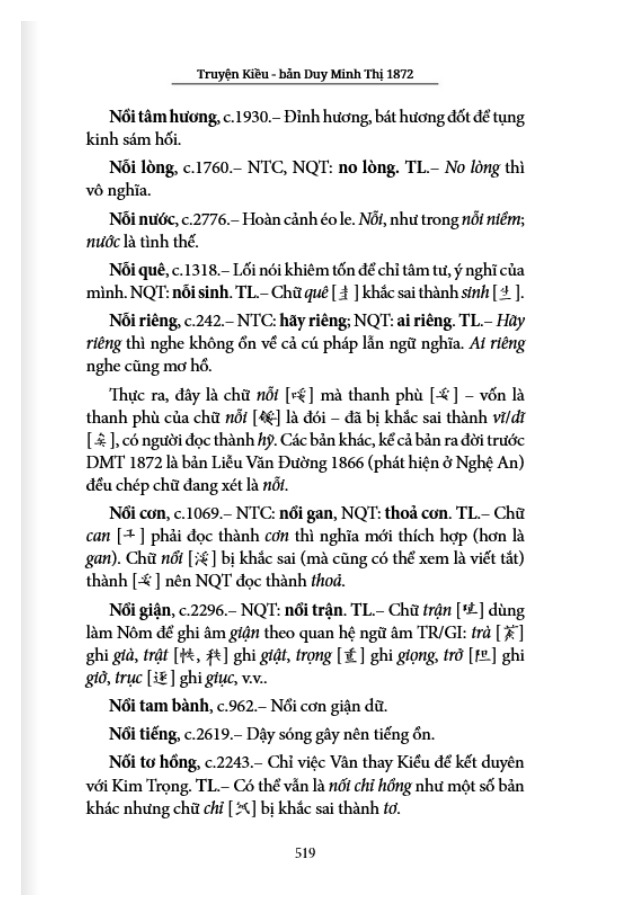 Truyện Kiều - bản Duy Minh Thị 1872
Nồi tâm hương, c.1930.– Đỉnh hương, bát hương đốt để tụng
kinh sám hối.
Nỗi lòng, c.1760.– NTC, NQT: no lòng. TL.– No lòng thì
vô nghĩa.
Nỗi nước, c.2776.– Hoàn cảnh éo le. Nỗi, như trong nỗi niềm;
nước là tình thế.
Nỗi quê, c.1318.– Lối nói khiêm tốn để chỉ tâm tư, ý nghĩ của
mình. NQT: nỗi sinh. TL.– Chữ quê [ ] khắc sai thành sinh [ ].
Nỗi riêng, c.242.– NTC: hãy riêng; NQT: ai riêng. TL.– Hãy
riêng thì nghe không ổn về cả cú pháp lẫn ngữ nghĩa. Ai riêng
nghe cũng mơ hồ.
Thực ra, đây là chữ nỗi [ ] mà thanh phù [ ] – vốn là
thanh phù của chữ nỗi [ ] là đói – đã bị khắc sai thành vĩ/dĩ
[ ], có người đọc thành hỹ. Các bản khác, kể cả bản ra đời trước
DMT 1872 là bản Liễu Văn Đường 1866 (phát hiện ở Nghệ An)
đều chép chữ đang xét là nỗi.
Nổi cơn, c.1069.– NTC: nổi gan, NQT: thoả cơn. TL.– Chữ
can [ ] phải đọc thành cơn thì nghĩa mới thích hợp (hơn là
gan). Chữ nổi [ ] bị khắc sai (mà cũng có thể xem là viết tắt)
thành [ ] nên NQT đọc thành thoả.
Nổi giận, c.2296.– NQT: nổi trận. TL.– Chữ trận [ ] dùng
làm Nôm để ghi âm giận theo quan hệ ngữ âm TR/GI: trà [ ]
ghi già, trật [ , ] ghi giật, trọng [ ] ghi giọng, trở [ ] ghi
giở, trục [逐] ghi giục, v.v..
Nổi tam bành, c.962.– Nổi cơn giận dữ.
Nổi tiếng, c.2619.– Dậy sóng gây nên tiếng ồn.
Nối tơ hồng, c.2243.– Chỉ việc Vân thay Kiều để kết duyên
với Kim Trọng. TL.– Có thể vẫn là nối chỉ hồng như một số bản
khác nhưng chữ chỉ [ ] bị khắc sai thành tơ.
519